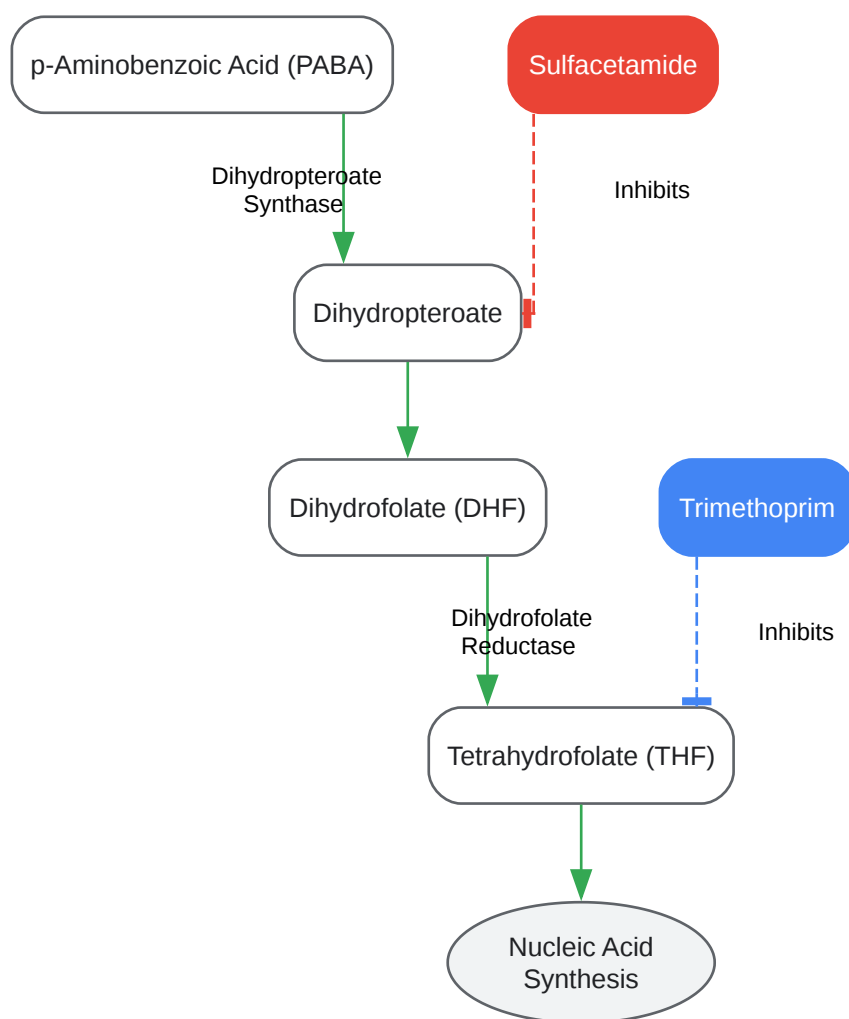 p-Aminobenzoic Acid (PABA)
Sulfacetamide
Dihydropteroate
Synthase
Inhibits
Dihydropteroate
Dihydrofolate (DHF)
Trimethoprim
Dihydrofolate
Reductase
Inhibits
Tetrahydrofolate (THF)
Nucleic Acid
Synthesis